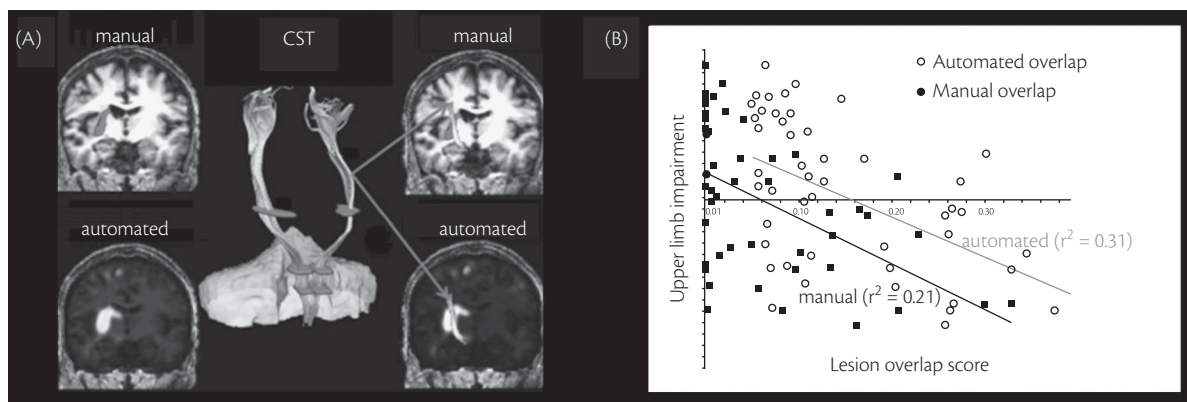 (A)
manual
CST
manual
automated
automated
(B)
Automated overlap
Manual overlap
Upper limb impairment
0.01
0.10
0.20
0.30
automated (r² = 0.31)
manual (r² = 0.21)
Lesion overlap score